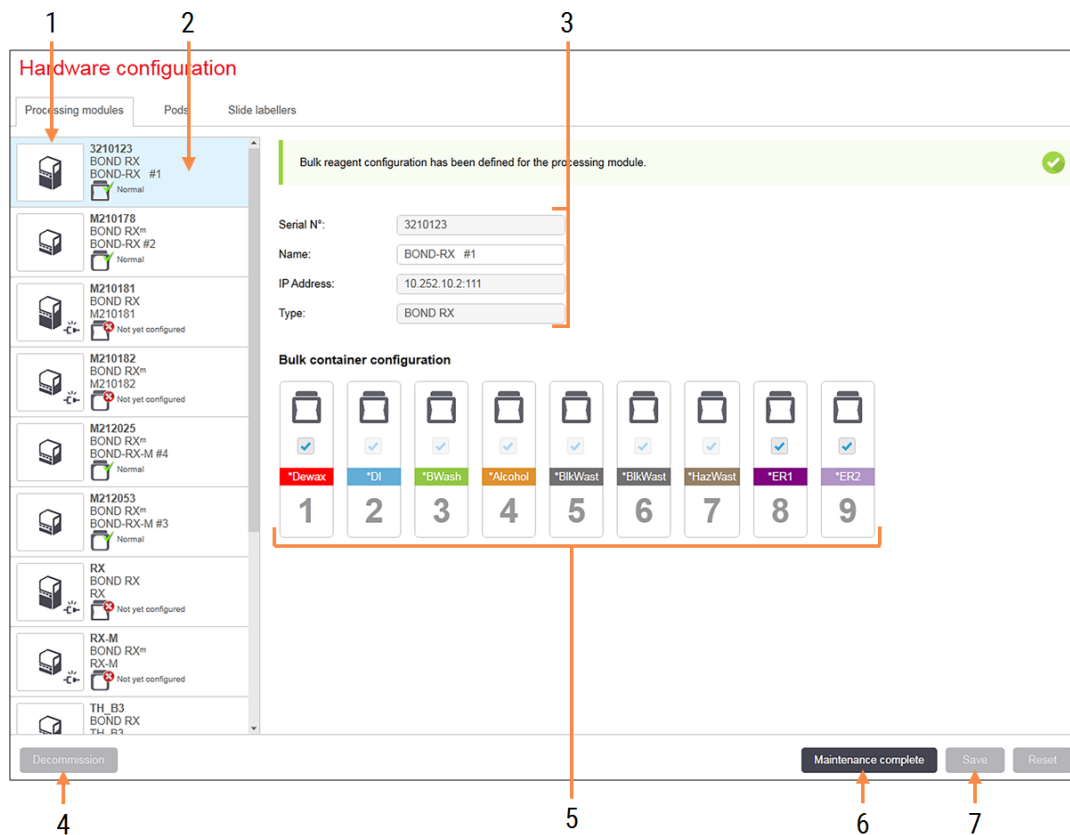 1 2 3
Hardware configuration
Processing modules Pods Slide labellers
3210123
BOND RX
BOND-RX #1
Normal
M210178
BOND RXᵐ
BOND-RX #2
Normal
M210181
BOND RX
M210181
Not yet configured
M210182
BOND RXᵐ
M210182
Not yet configured
M212025
BOND RXᵐ
BOND-RX-M #4
Normal
M212053
BOND RXᵐ
BOND-RX-M #3
Normal
RX
BOND RX
RX
Not yet configured
RX-M
BOND RXᵐ
RX-M
Not yet configured
TH_B3
BOND RX
TH_B3
Bulk reagent configuration has been defined for the processing module.
Serial N°: 3210123
Name: BOND-RX #1
IP Address: 10.252.10.2:111
Type: BOND RX
Bulk container configuration
*Dewax *DI *BWash *Alcohol *BlkWast *BlkWast *HazWast *ER1 *ER2
1 2 3 4 5 6 7 8 9
Decommission Maintenance complete Save Reset
4 5 6 7